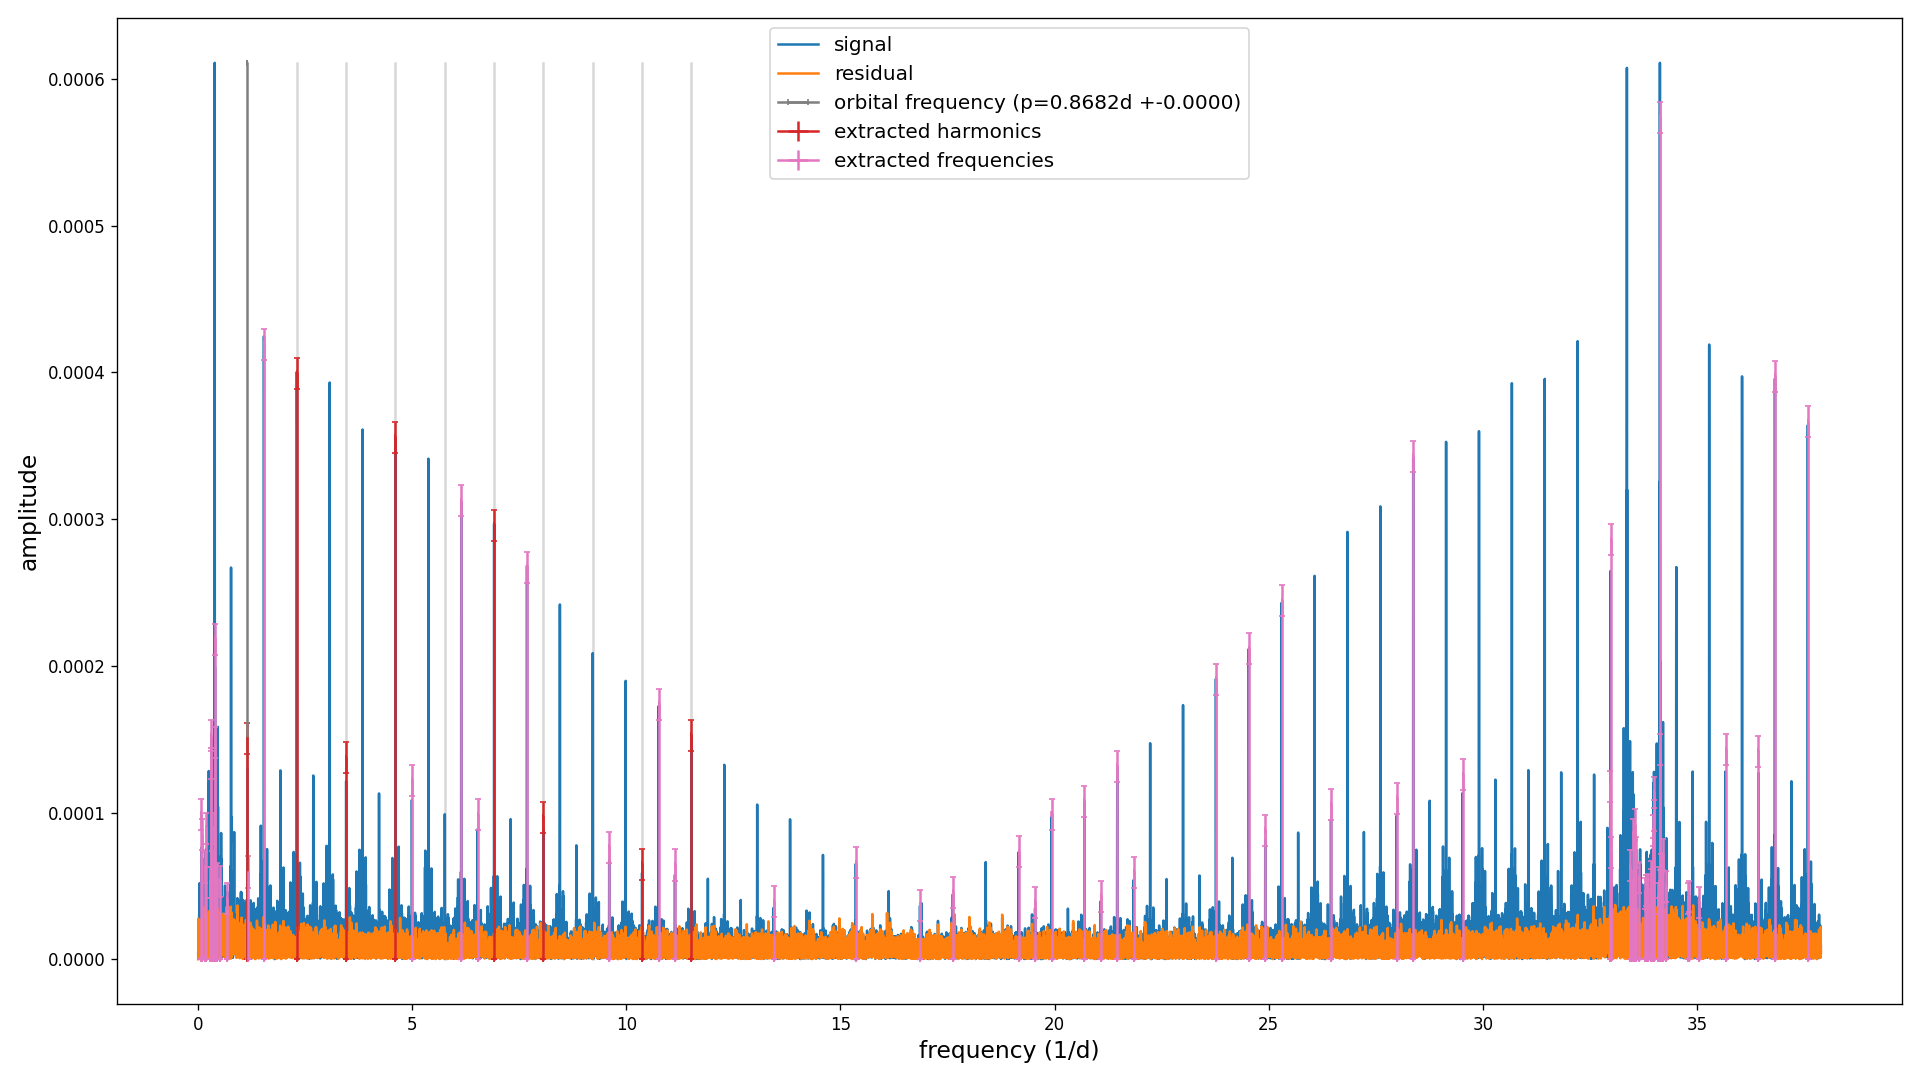 signal
residual
orbital frequency (p=0.8682d +-0.0000)
extracted harmonics
extracted frequencies
amplitude
0.0006
0.0005
0.0004
0.0003
0.0002
0.0001
0.0000
0 5 10 15 20 25 30 35
frequency (1/d)